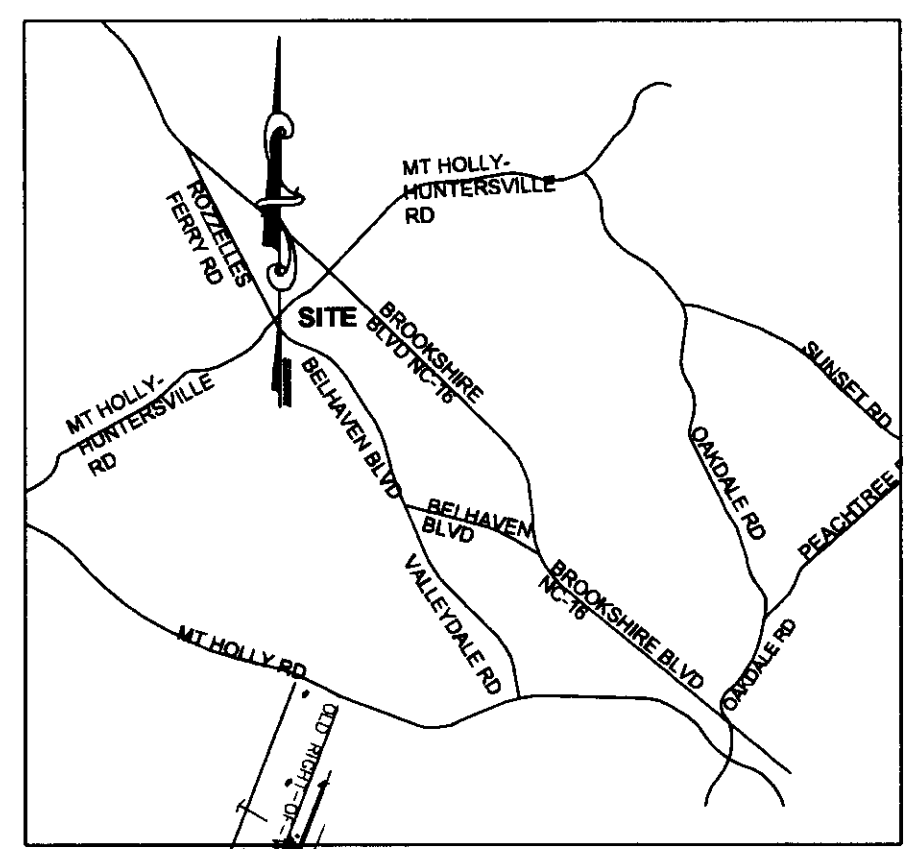 MT HOLLY-
HUNTERSVILLE
RD
ROZZELLES
FERRY RD
SITE
BROOKSHIRE
BLVD NC-16
SUNSET RD
MT HOLLY-
HUNTERSVILLE
RD
BELHAVEN BLVD
OAKDALE RD
PEACHTREE
BELHAVEN
BLVD
VALLEYDALE RD
BROOKSHIRE BLVD
NC-16
OAKDALE RD
MT HOLLY RD
OLD RIGHT-OF-